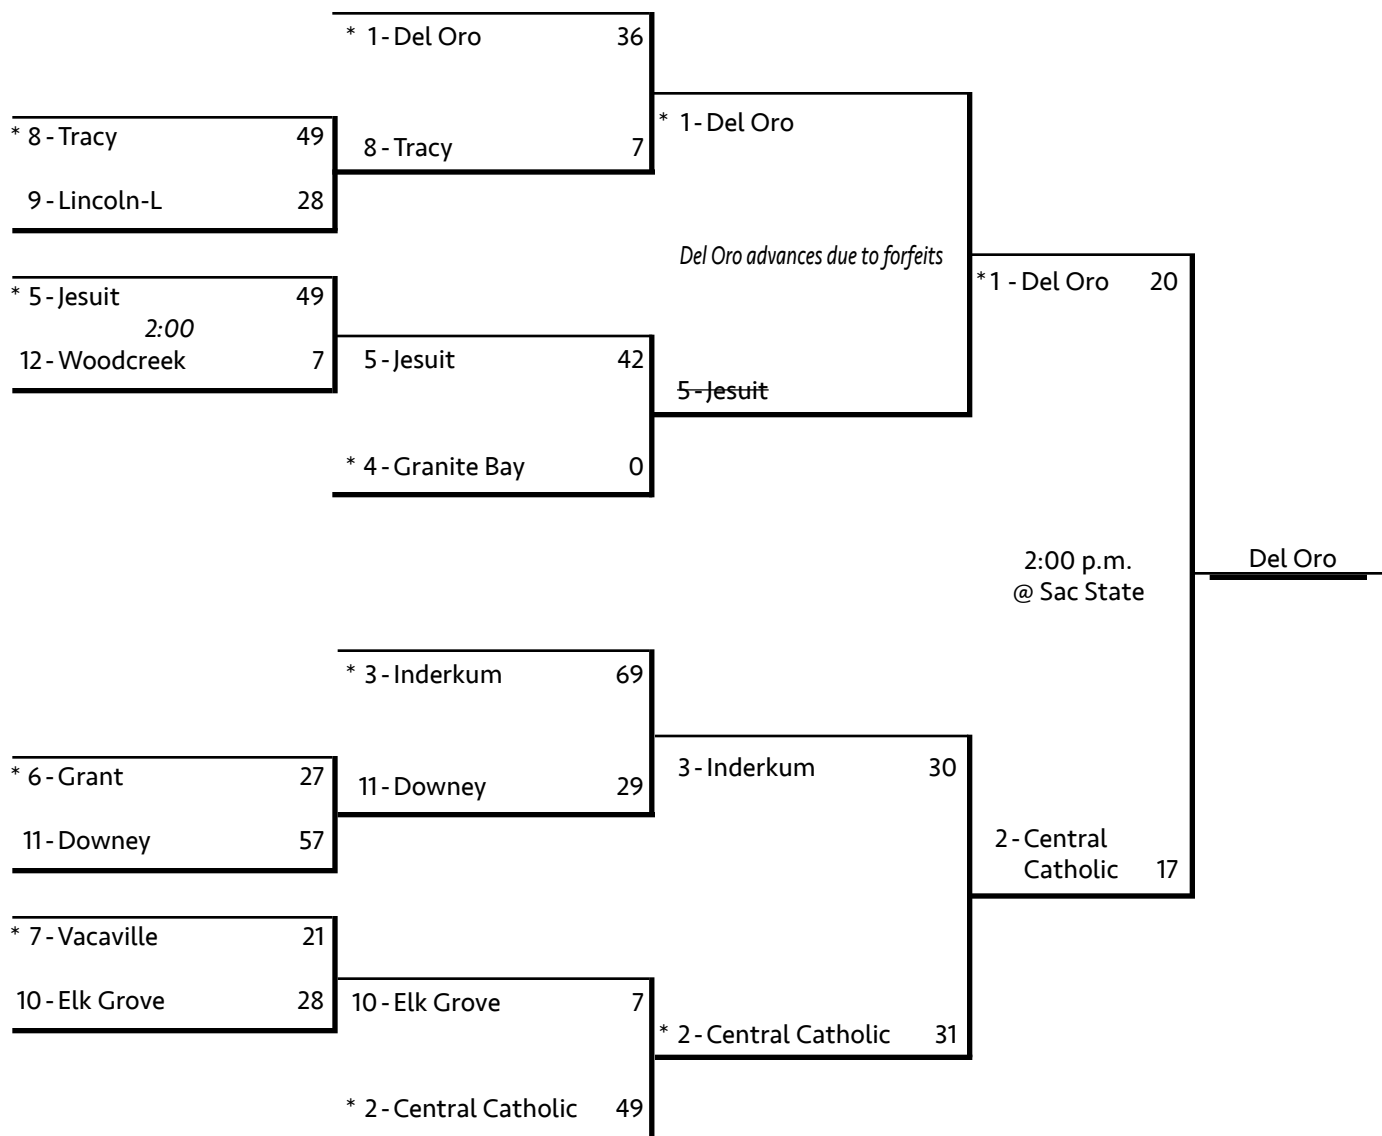 * 1 - Del Oro 36
8 - Tracy 7
* 8 - Tracy 49
9 - Lincoln-L 28
* 5 - Jesuit 49
2:00
12 - Woodcreek 7
5 - Jesuit 42
* 4 - Granite Bay 0
* 1 - Del Oro
Del Oro advances due to forfeits
5 - Jesuit
* 1 - Del Oro 20
2:00 p.m.
@ Sac State
Del Oro
* 3 - Inderkum 69
11 - Downey 29
* 6 - Grant 27
11 - Downey 57
* 7 - Vacaville 21
10 - Elk Grove 28
10 - Elk Grove 7
* 2 - Central Catholic 49
3 - Inderkum 30
* 2 - Central Catholic 31
2 - Central
Catholic 17